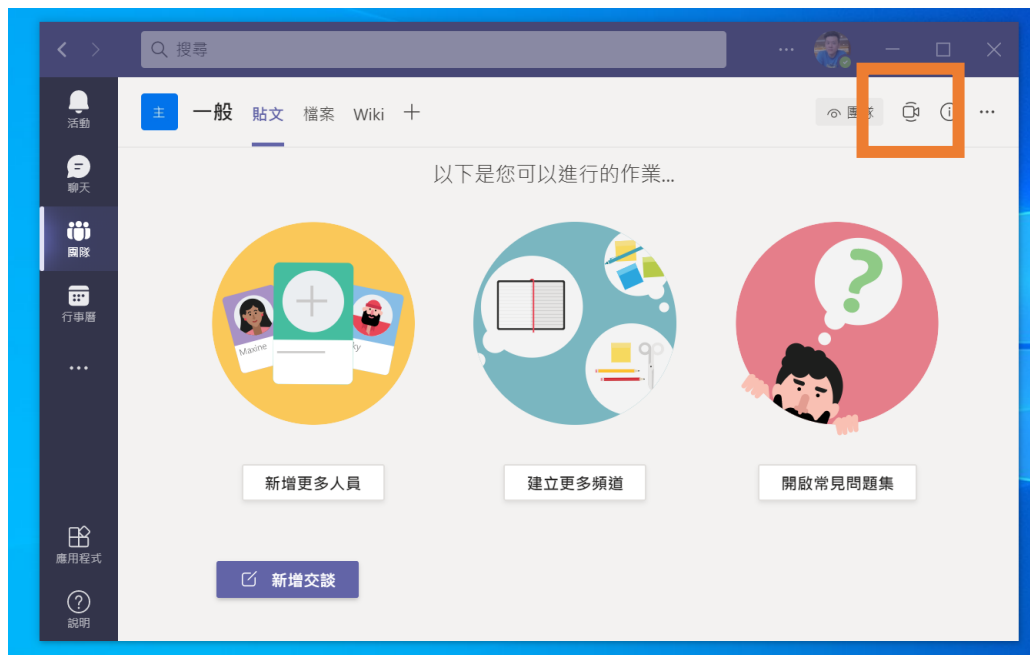 搜尋
活動
聊天
團隊
行事曆
應用程式
說明
主 一般 貼文 檔案 Wiki
團隊
以下是您可以進行的作業...
Maxine
ky
新增更多人員
建立更多頻道
開啟常見問題集
新增交談